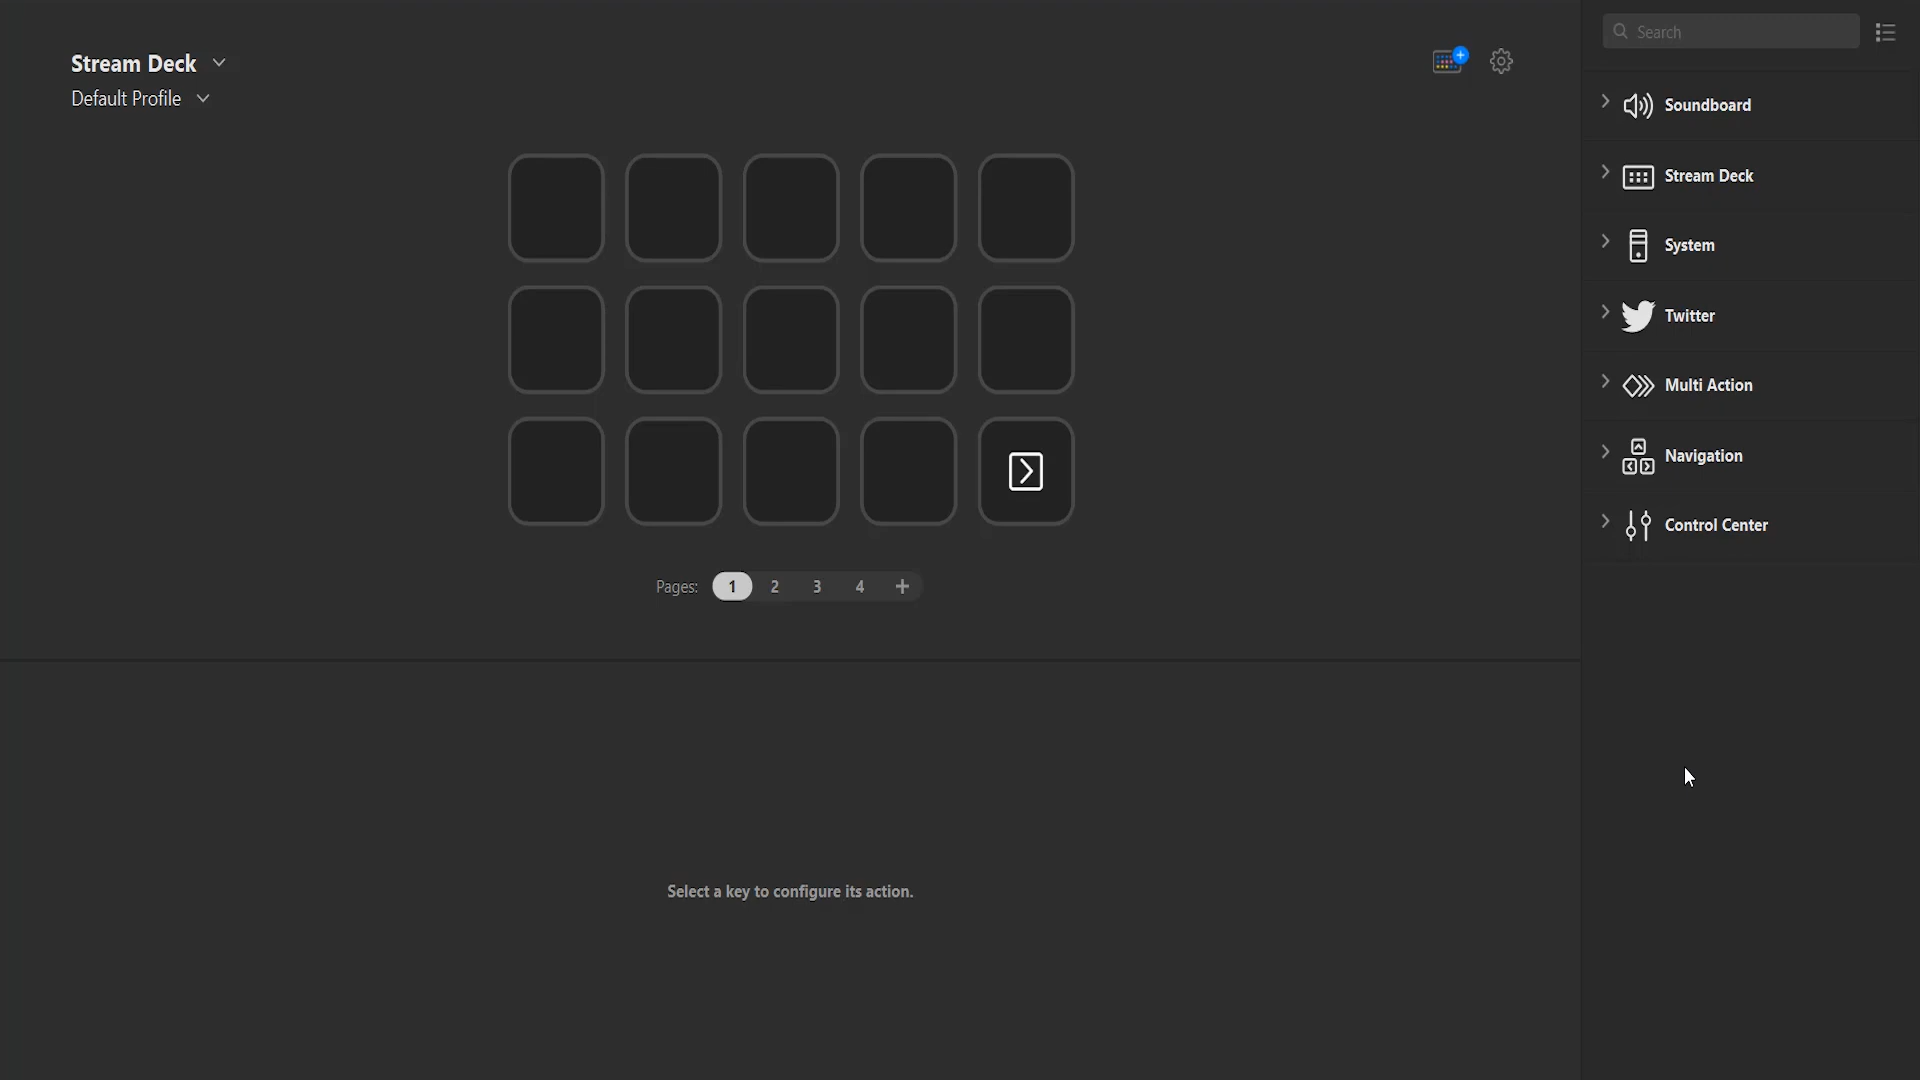 Stream Deck
Default Profile
Pages: 1 2 3 4 +
Select a key to configure its action.
Search
Soundboard
Stream Deck
System
Twitter
Multi Action
Navigation
Control Center